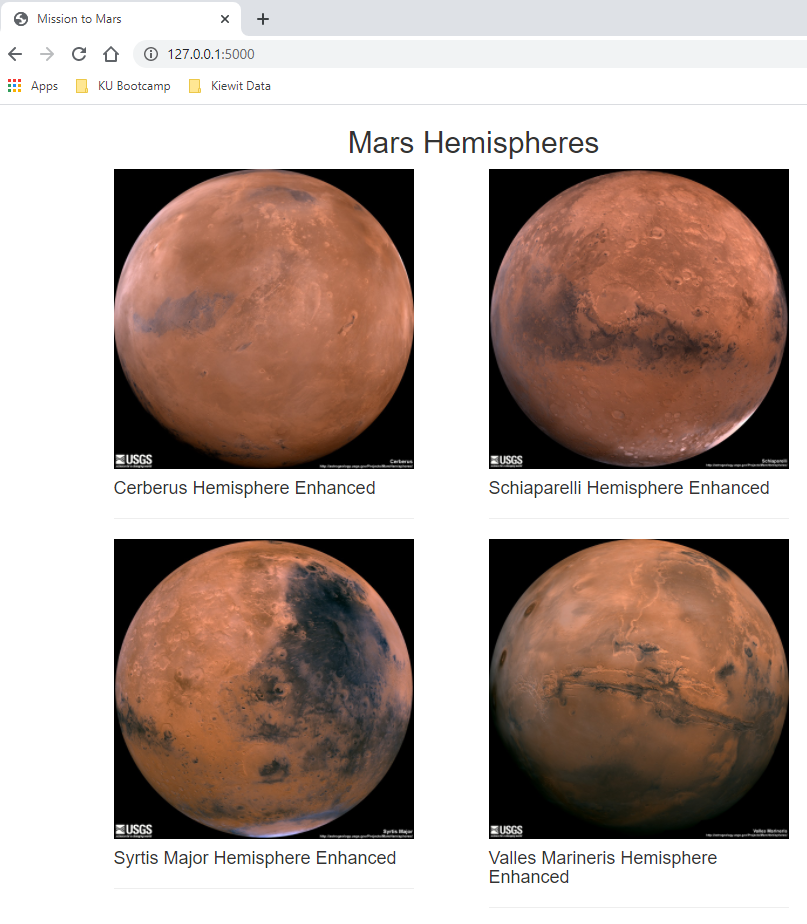 Mission to Mars
127.0.0.1:5000
Apps KU Bootcamp Kiewit Data
Mars Hemispheres
USGS Cerberus
USGS Schiaparelli
Cerberus Hemisphere Enhanced
Schiaparelli Hemisphere Enhanced
USGS Syrtis Major
USGS Valles Marineris
Syrtis Major Hemisphere Enhanced
Valles Marineris Hemisphere
Enhanced